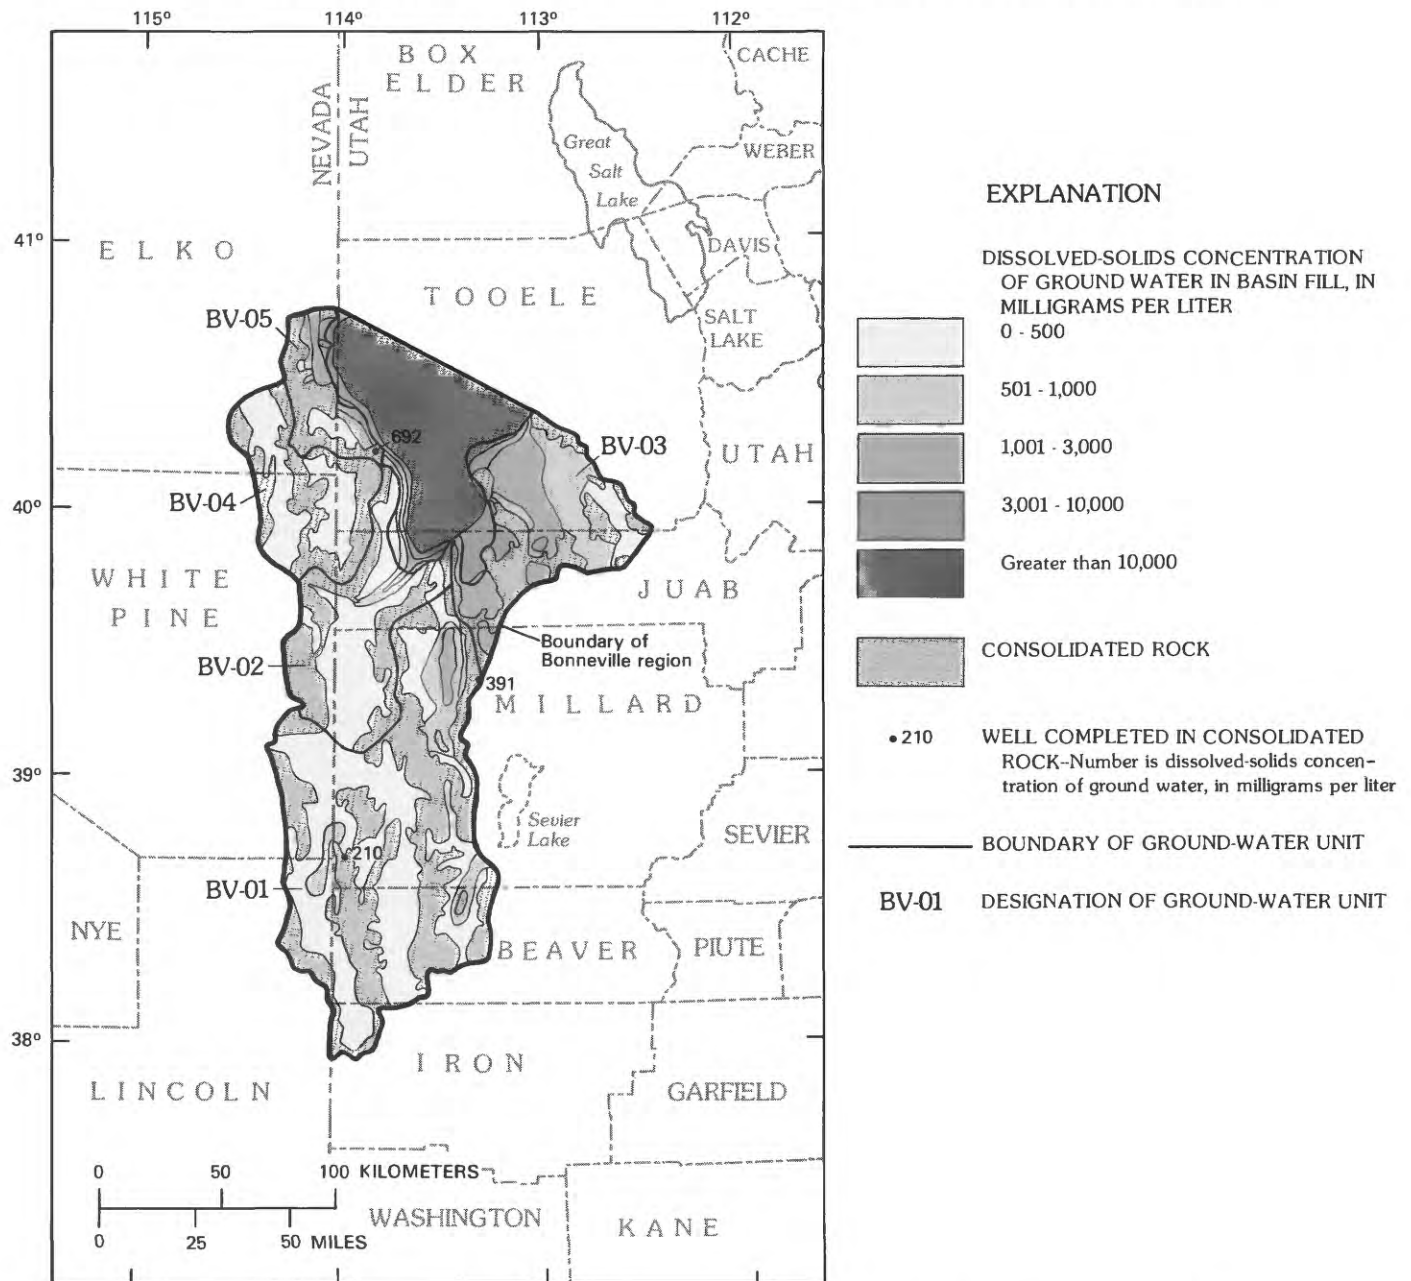 115° 114° 113° 112°
BOX
ELDER
CACHE
NEVADA
UTAH
Great
Salt
Lake
WEBER
41°
ELKO
DAVIS
TOOELE
BV-05
SALT
LAKE
692
BV-03
UTAH
BV-04
40°
WHITE
PINE
JUAB
Boundary of
Bonneville region
BV-02
391
MILLARD
39°
Sevier
Lake
SEVIER
210
BV-01
NYE
BEAVER
PIUTE
38°
IRON
LINCOLN
GARFIELD
0 50 100 KILOMETERS
0 25 50 MILES
WASHINGTON
KANE
EXPLANATION
DISSOLVED-SOLIDS CONCENTRATION
OF GROUND WATER IN BASIN FILL, IN
MILLIGRAMS PER LITER
0 - 500
501 - 1,000
1,001 - 3,000
3,001 - 10,000
Greater than 10,000
CONSOLIDATED ROCK
•210 WELL COMPLETED IN CONSOLIDATED
ROCK--Number is dissolved-solids concen-
tration of ground water, in milligrams per liter
BOUNDARY OF GROUND-WATER UNIT
BV-01 DESIGNATION OF GROUND-WATER UNIT